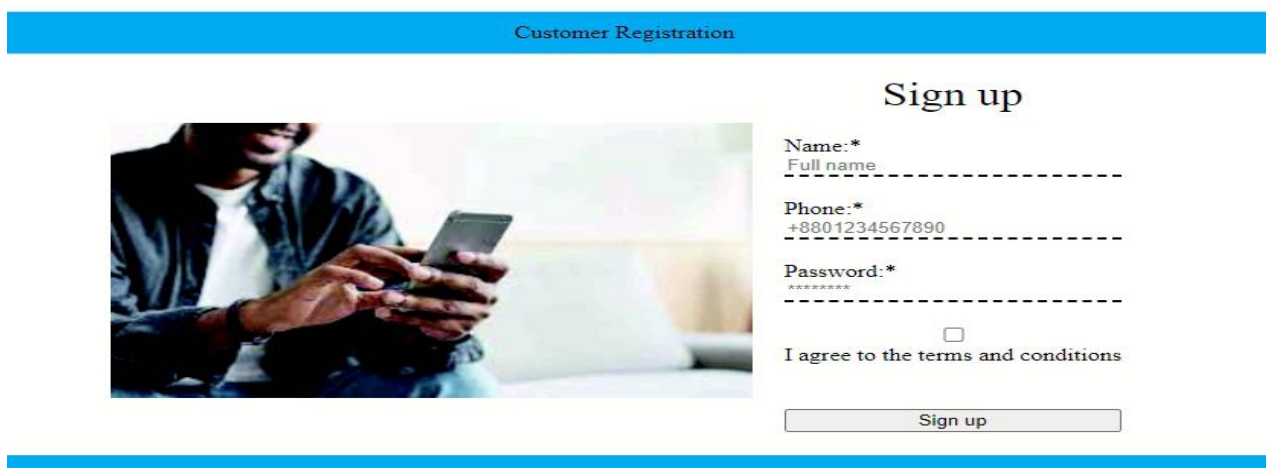 Customer Registration
Sign up
Name:*
Full name
Phone:*
+8801234567890
Password:*
********
I agree to the terms and conditions
Sign up